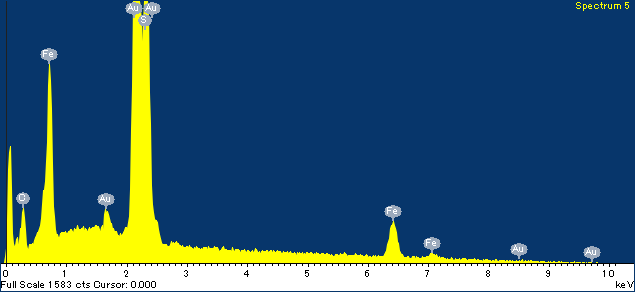 Spectrum 5
Au Au
S
Fe
Au
Fe
Fe
Au
Au
0 1 2 3 4 5 6 7 8 9 10
Full Scale 1583 cts Cursor: 0.000 keV